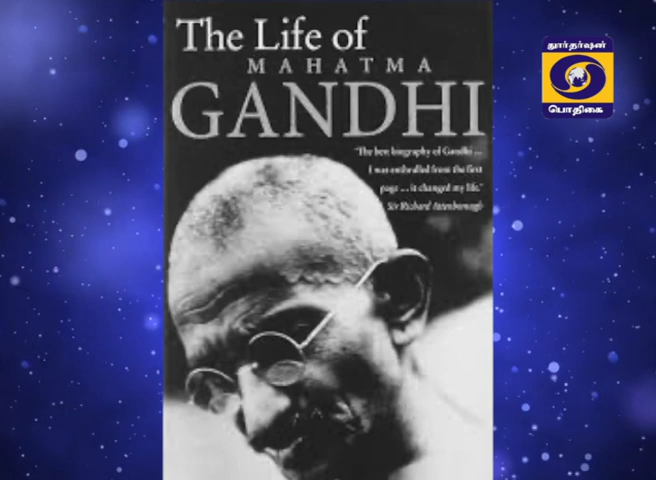 The Life of
MAHATMA
GANDHI
"The best biography of Gandhi ...
I was enthralled from the first
page ... it changed my life."
Sir Richard Attenborough
தூர்தர்ஷன்
பொதிகை